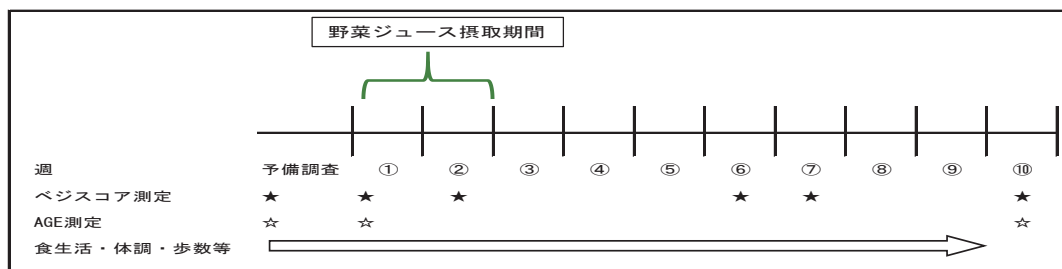 野菜ジュース摂取期間
週 予備調査 ① ② ③ ④ ⑤ ⑥ ⑦ ⑧ ⑨ ⑩
ベジスコア測定 ★ ★ ★ ★ ★ ★
AGE測定 ☆ ☆ ☆
食生活・体調・歩数等